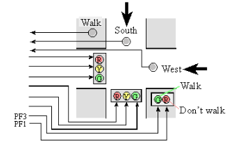 Walk
South
West
R
Y
G
R Y G
G R
Walk
Don't walk
PF3
PF1